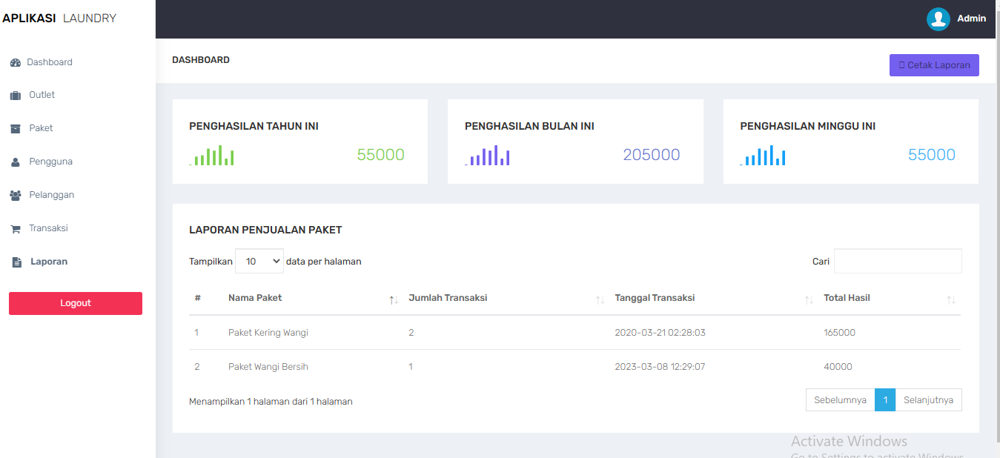 APLIKASI LAUNDRY
Admin
Dashboard
Outlet
Paket
Pengguna
Pelanggan
Transaksi
Laporan
Logout
DASHBOARD
Cetak Laporan
PENGHASILAN TAHUN INI
55000
PENGHASILAN BULAN INI
205000
PENGHASILAN MINGGU INI
55000
LAPORAN PENJUALAN PAKET
Tampilkan 10 data per halaman
Cari
# Nama Paket Jumlah Transaksi Tanggal Transaksi Total Hasil
1 Paket Kering Wangi 2 2020-03-21 02:28:03 165000
2 Paket Wangi Bersih 1 2023-03-08 12:29:07 40000
Menampilkan 1 halaman dari 1 halaman
Sebelumnya 1 Selanjutnya
Activate Windows
Go to Settings to activate Windows.